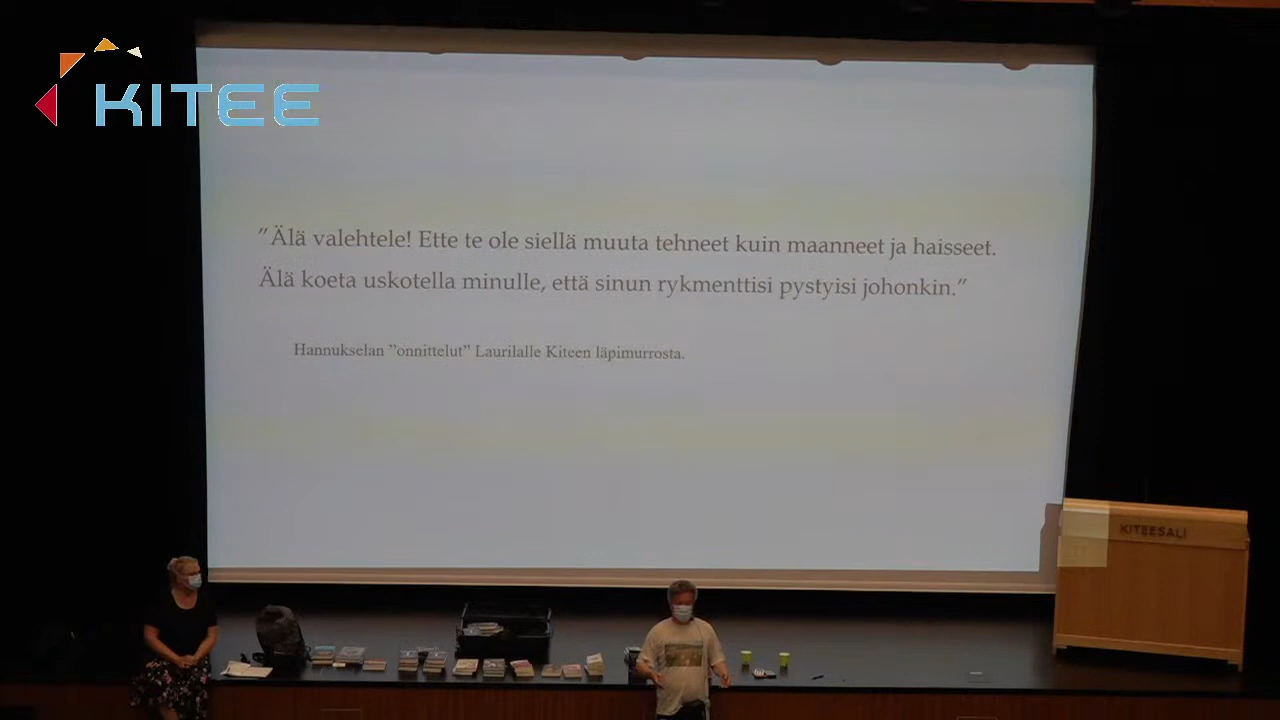 KITEE
”Älä valehtele! Ette te ole siellä muuta tehneet kuin maanneet ja haisseet.
Älä koeta uskotella minulle, että sinun rykmenttisi pystyisi johonkin.”
Hannukselan ”onnittelut” Laurilalle Kiteen läpimurrosta.
KITEESALI